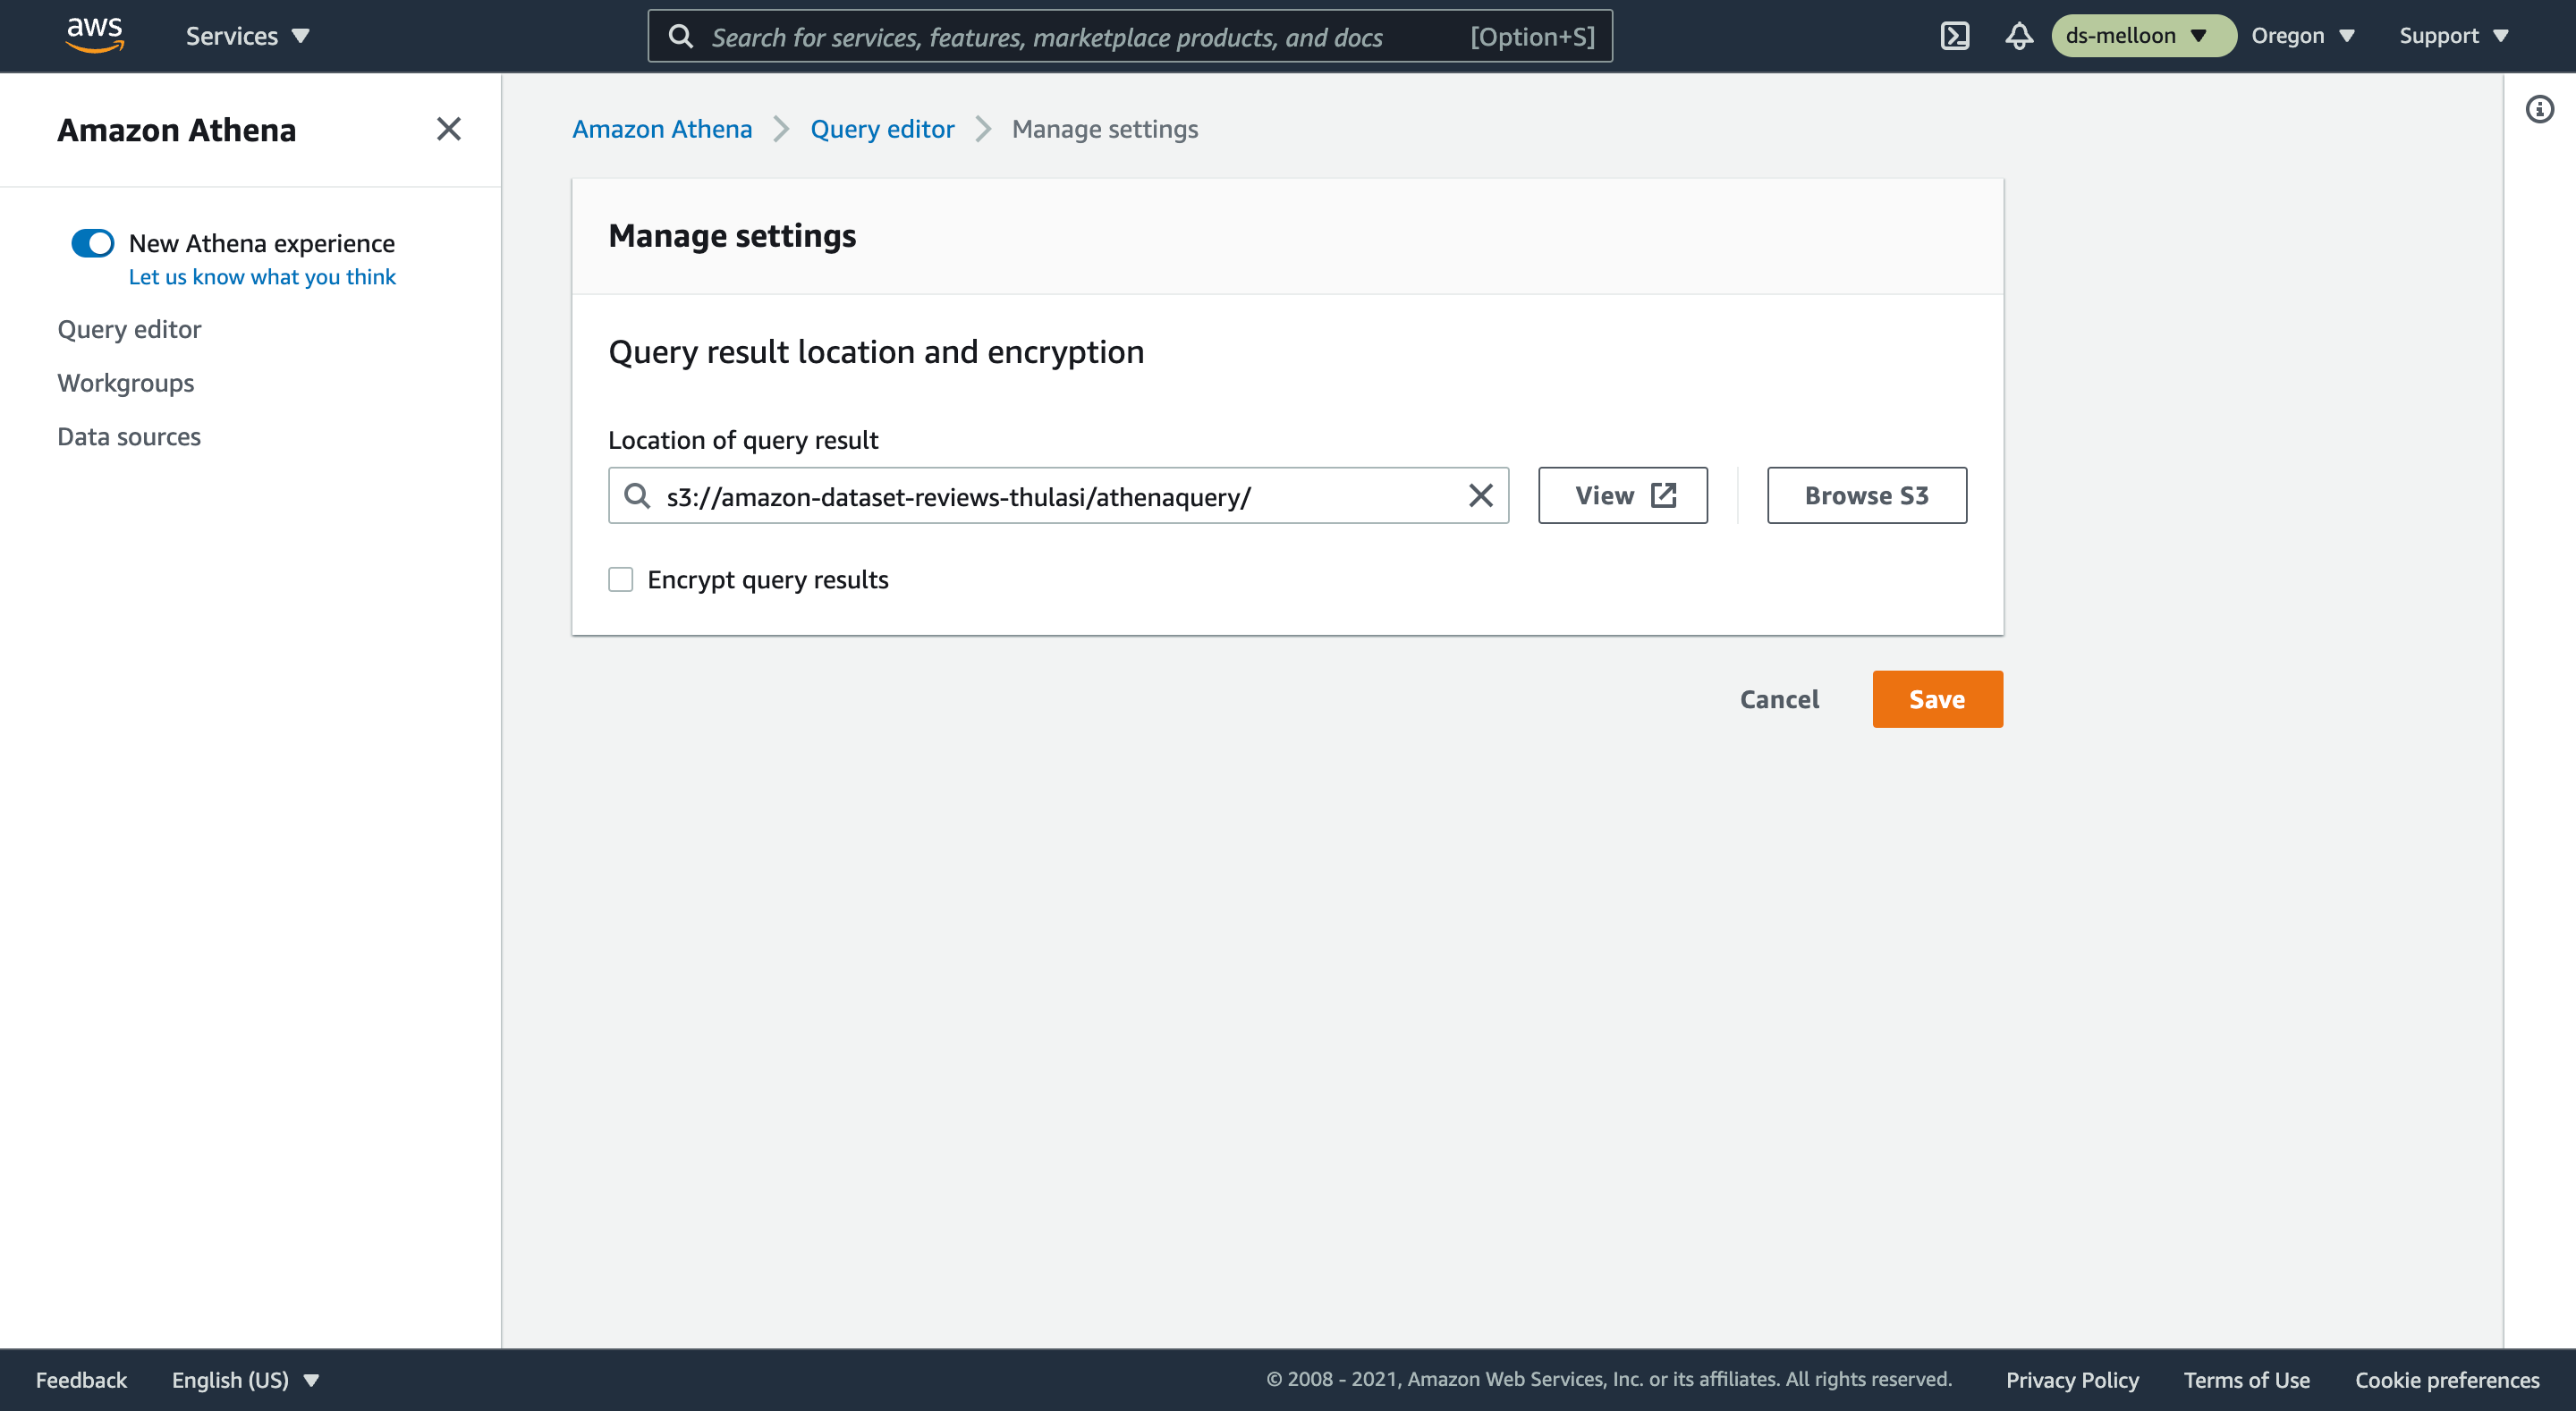 aws
Services
Search for services, features, marketplace products, and docs [Option+S]
ds-melloon
Oregon
Support
Amazon Athena
New Athena experience
Let us know what you think
Query editor
Workgroups
Data sources
Amazon Athena Query editor Manage settings
Manage settings
Query result location and encryption
Location of query result
s3://amazon-dataset-reviews-thulasi/athenaquery/
View
Browse S3
Encrypt query results
Cancel
Save
Feedback
English (US)
© 2008 - 2021, Amazon Web Services, Inc. or its affiliates. All rights reserved.
Privacy Policy
Terms of Use
Cookie preferences